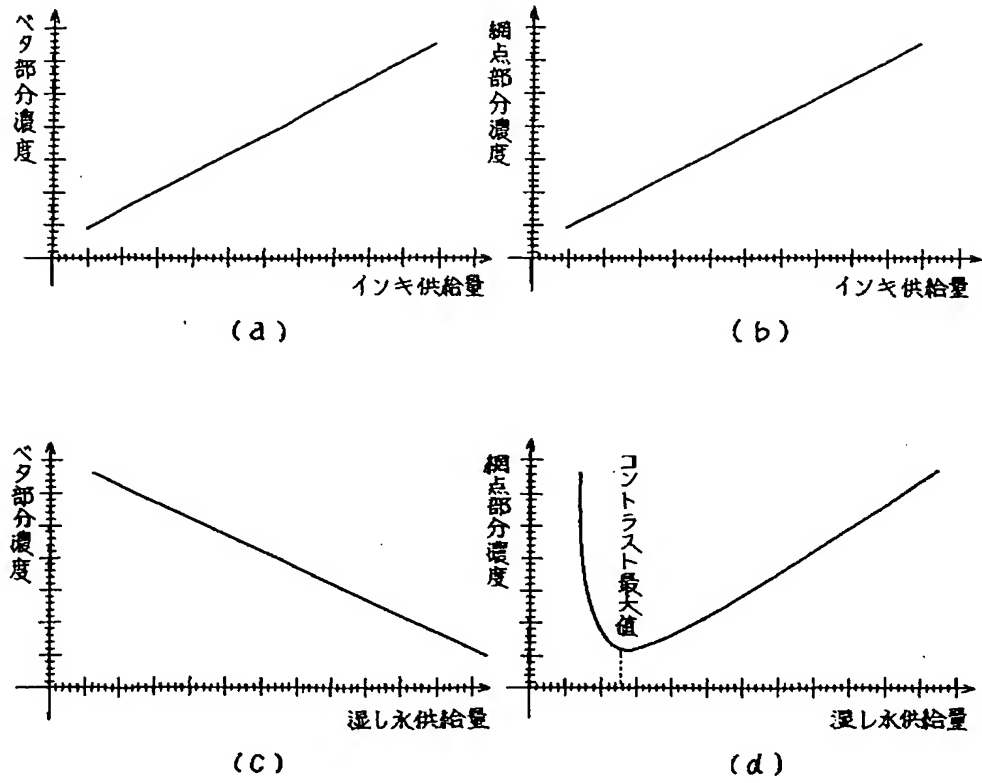 ベタ部分濃度
インキ供給量
(a)
網点部分濃度
インキ供給量
(b)
ベタ部分濃度
湿し水供給量
(c)
網点部分濃度
コントラスト最大値
湿し水供給量
(d)